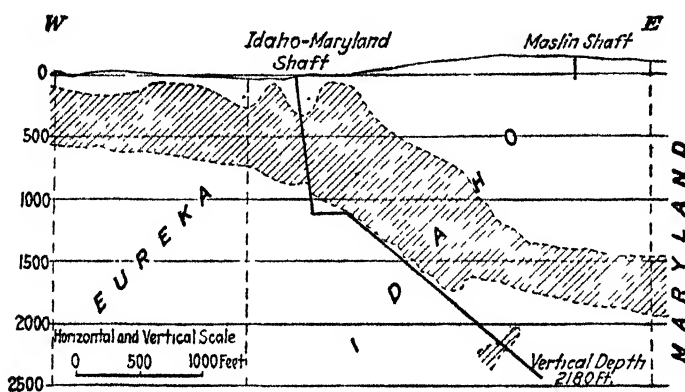 W
E
Idaho-Maryland
Shaft
Maslin Shaft
0
500
1000
1500
2000
2500
EUREKA
IDAHO
MARYLAND
Horizontal and Vertical Scale
0 500 1000 Feet
Vertical Depth
2180 Ft.